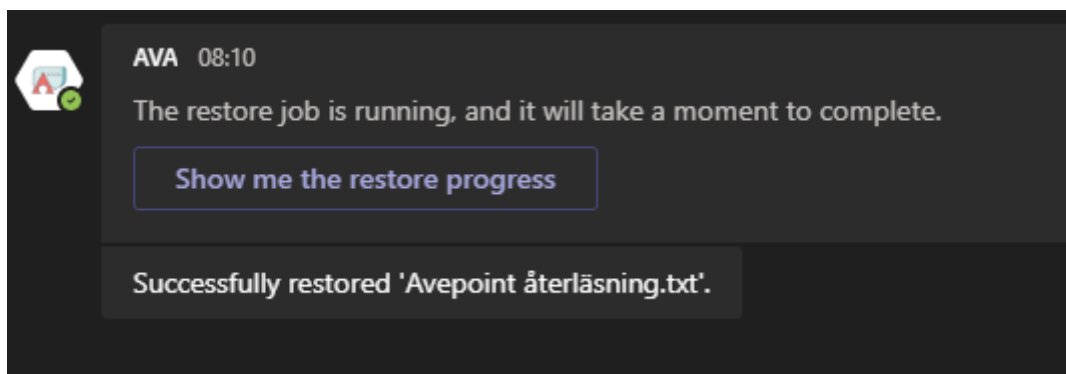 AVA 08:10
The restore job is running, and it will take a moment to complete.
Show me the restore progress
Successfully restored 'Avepoint återläsning.txt'.